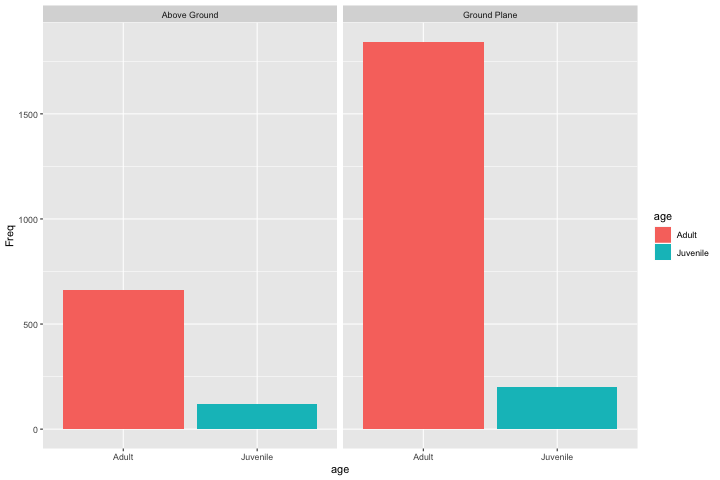 Above Ground
Ground Plane
Freq
1500
1000
500
0
Adult
Juvenile
Adult
Juvenile
age
age
Adult
Juvenile